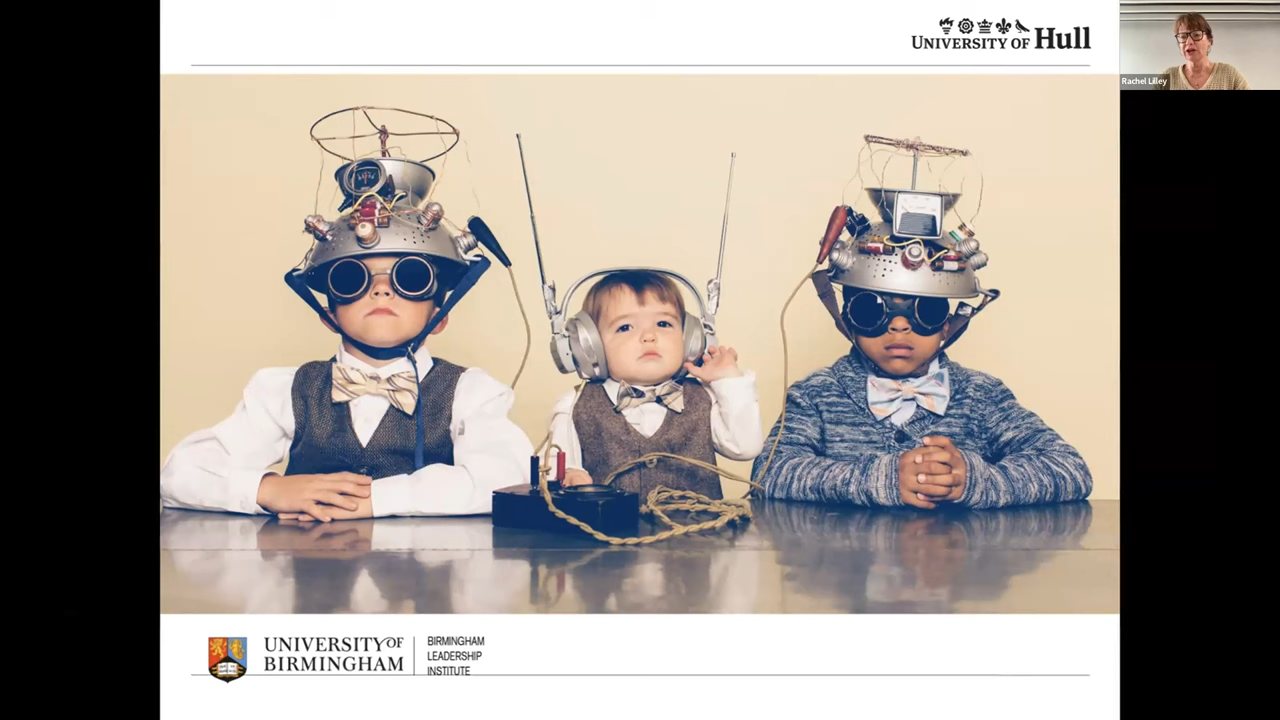 UNIVERSITY OF Hull
Rachel Lilley
UNIVERSITY OF
BIRMINGHAM
BIRMINGHAM
LEADERSHIP
INSTITUTE